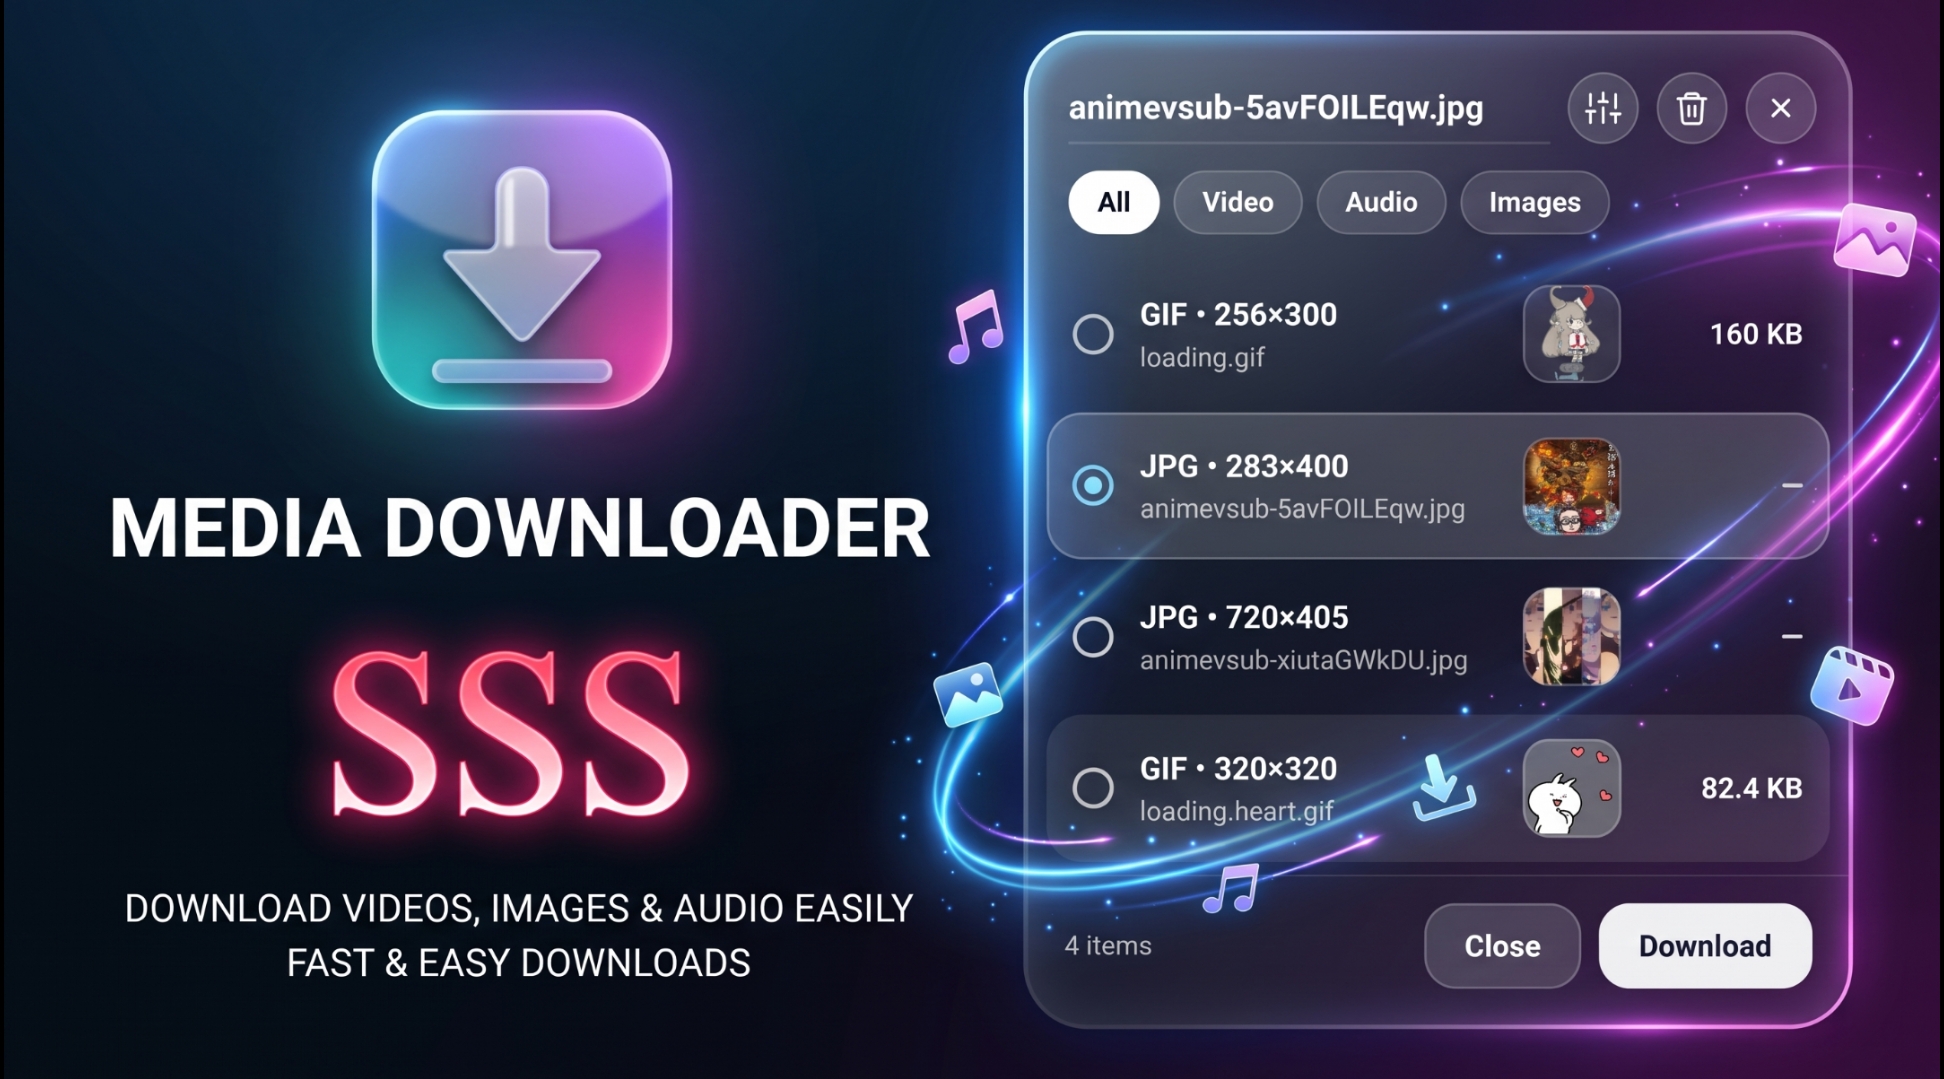 MEDIA DOWNLOADER
SSS
DOWNLOAD VIDEOS, IMAGES & AUDIO EASILY
FAST & EASY DOWNLOADS
animevsub-5avFOILEqw.jpg
All Video Audio Images
GIF • 256×300
loading.gif
160 KB
JPG • 283×400
animevsub-5avFOILEqw.jpg
–
JPG • 720×405
animevsub-xiutaGWkDU.jpg
–
GIF • 320×320
loading.heart.gif
82.4 KB
4 items
Close
Download